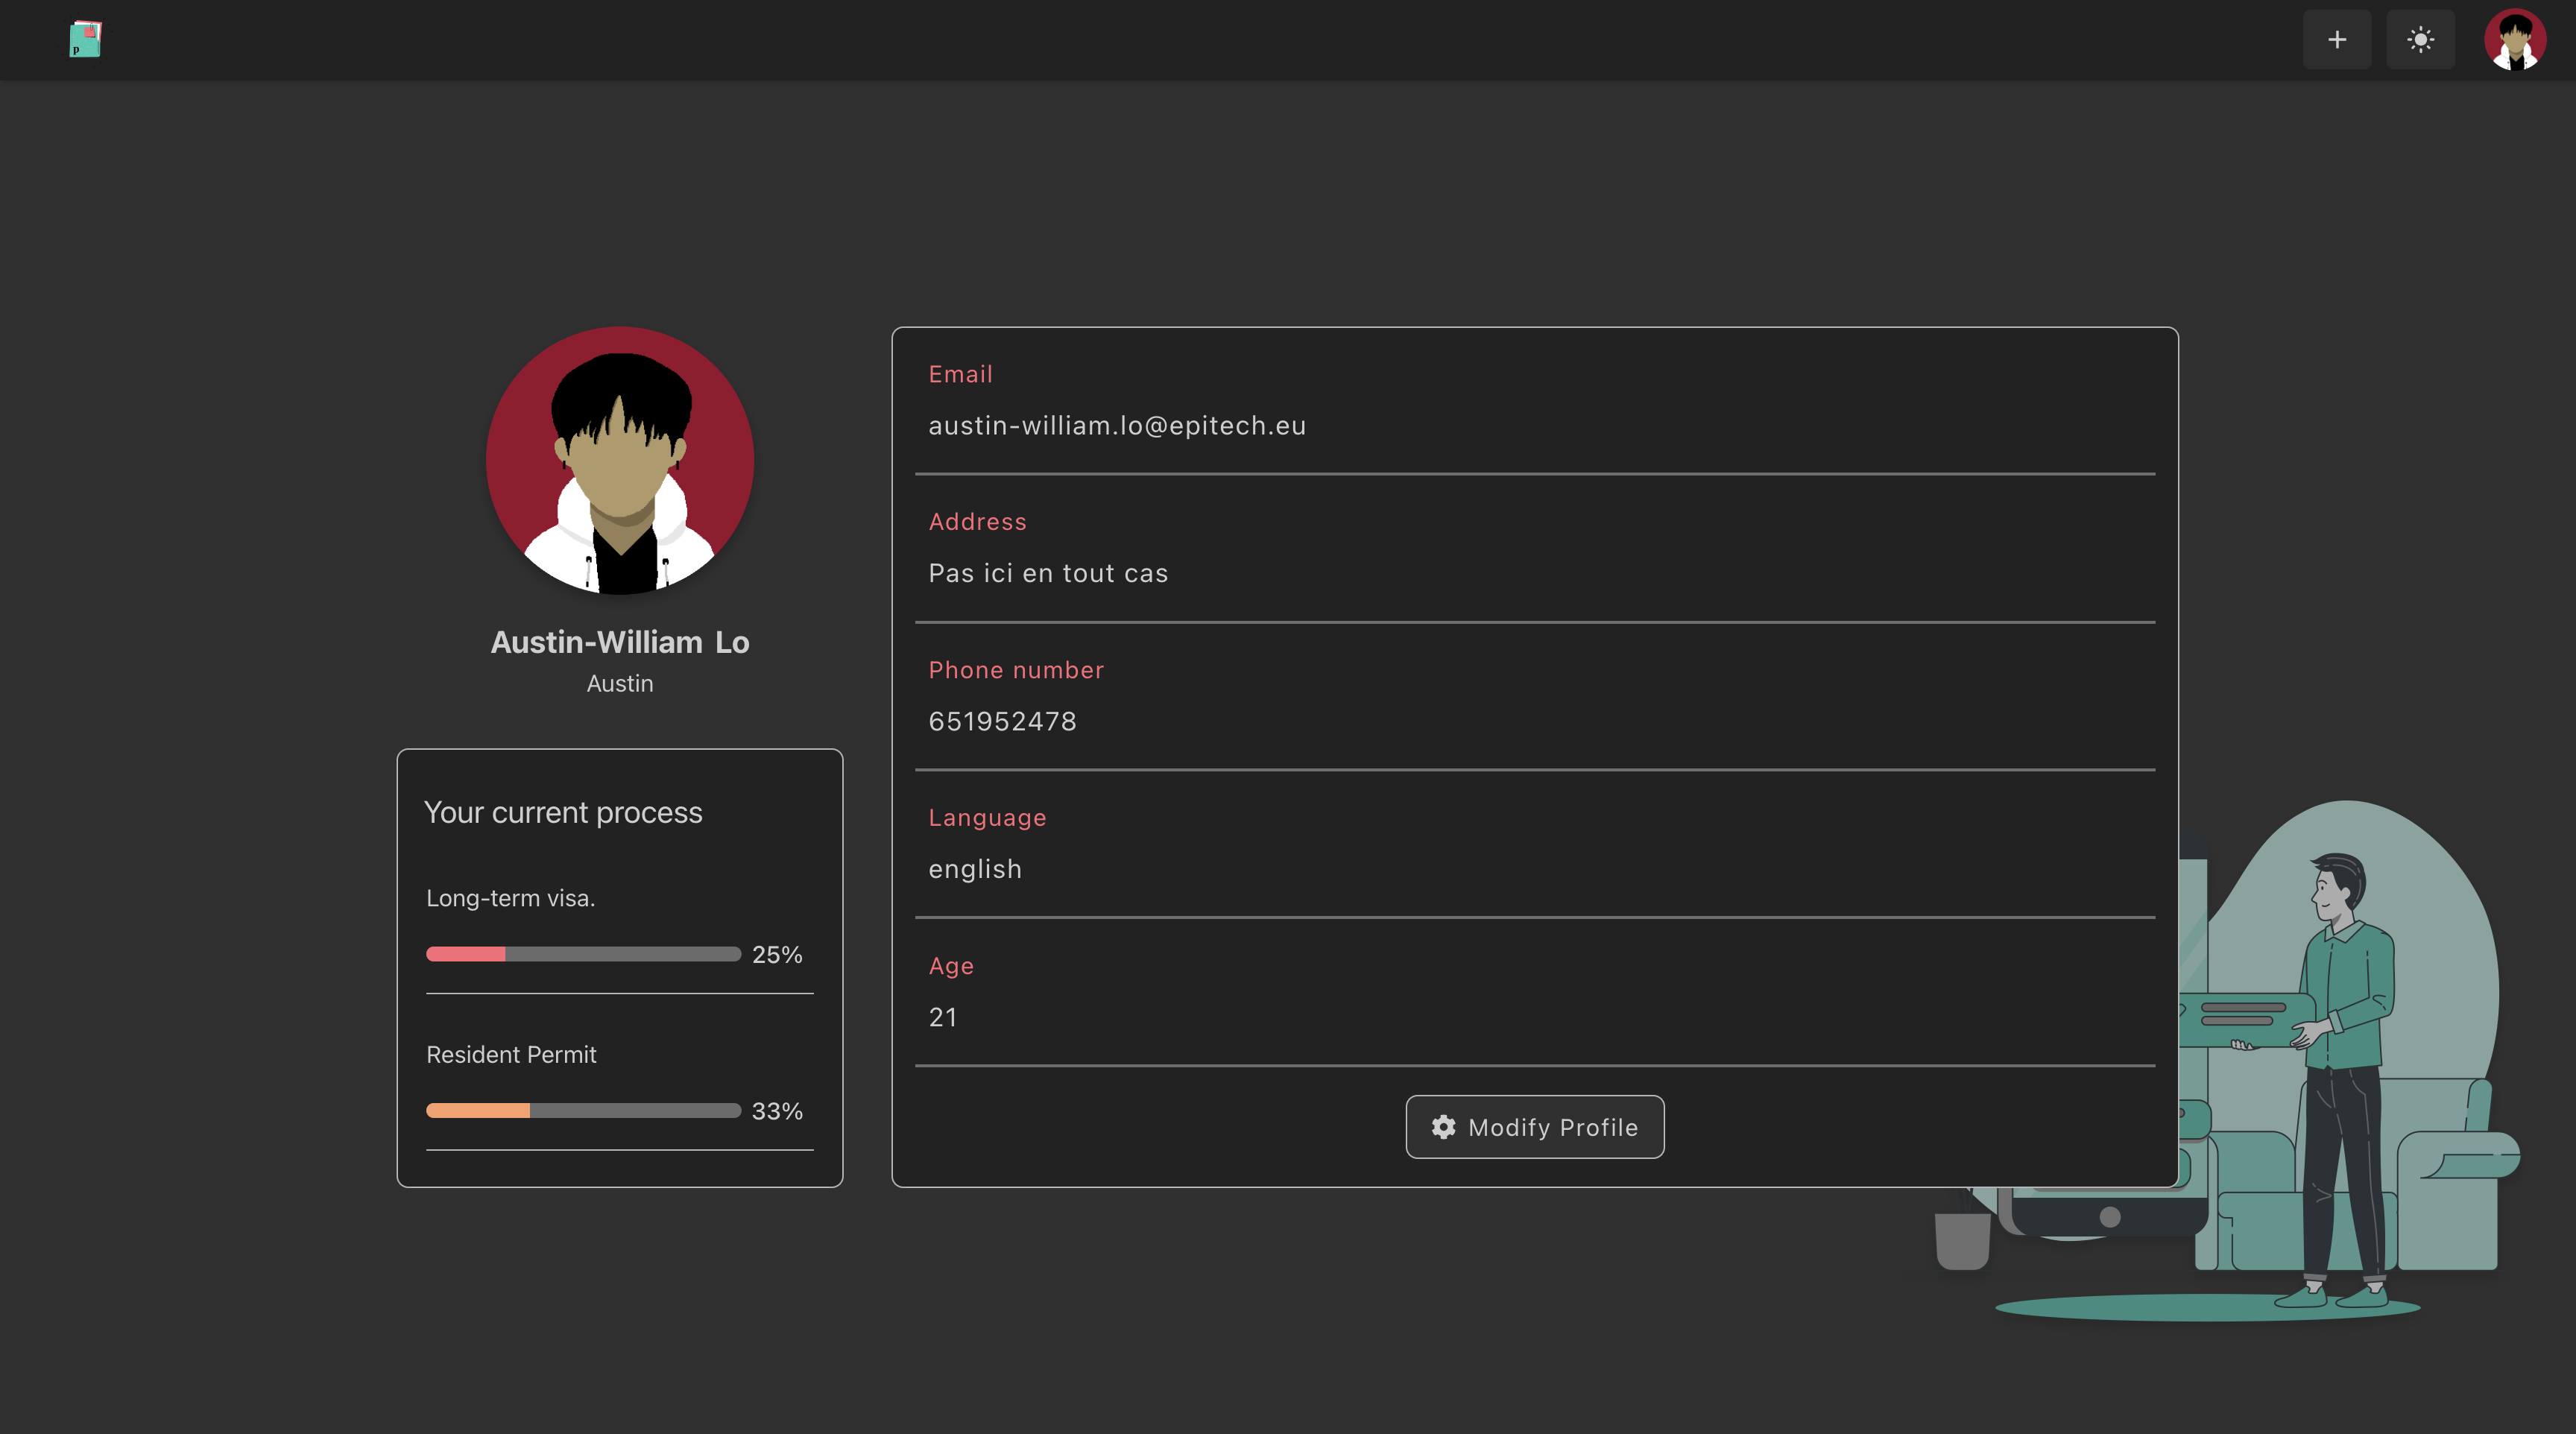 p
Austin-William Lo
Austin
Your current process
Long-term visa.
25%
Resident Permit
33%
Email
austin-william.lo@epitech.eu
Address
Pas ici en tout cas
Phone number
651952478
Language
english
Age
21
Modify Profile